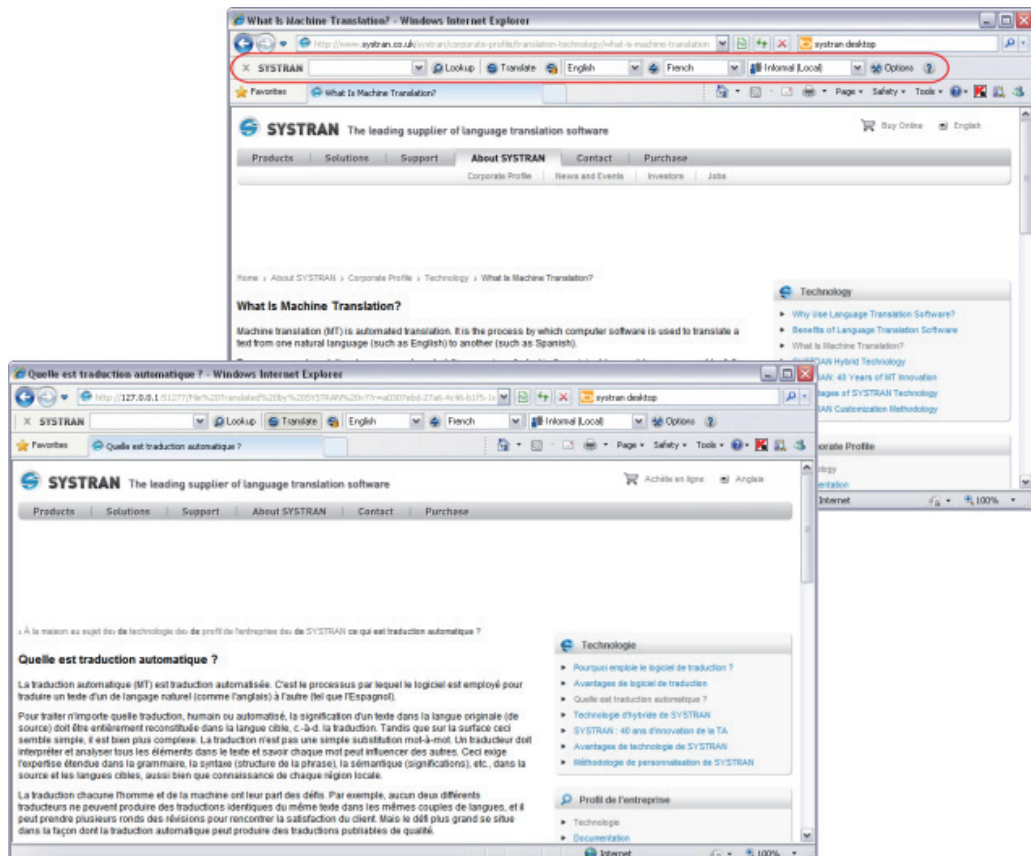 What Is Machine Translation? - Windows Internet Explorer
http://www.systran.co.uk/systran/corporate-profile/translation-technology/what-is-machine-translation
systran desktop
SYSTRAN Lookup Translate English French Informal (Local) Options
Favorites What Is Machine Translation? Page Safety Tools
SYSTRAN The leading supplier of language translation software Buy Online English
Products Solutions Support About SYSTRAN Contact Purchase
Corporate Profile News and Events Investors Jobs
Home › About SYSTRAN › Corporate Profile › Technology › What Is Machine Translation?
What Is Machine Translation?
Machine translation (MT) is automated translation. It is the process by which computer software is used to translate a
text from one natural language (such as English) to another (such as Spanish).
Technology
Why Use Language Translation Software?
Benefits of Language Translation Software
What Is Machine Translation?
SYSTRAN Hybrid Technology
40 Years of MT Innovation
of SYSTRAN Technology
Customization Methodology
Profile
Internet 100%
Quelle est traduction automatique ? - Windows Internet Explorer
systran desktop
SYSTRAN Lookup Translate English French Informal (Local) Options
Favorites Quelle est traduction automatique ? Page Safety Tools
SYSTRAN The leading supplier of language translation software Achète en ligne Anglais
Products Solutions Support About SYSTRAN Contact Purchase
› À la maison au sujet de› de technologie de› de profil de l'entreprise de› de SYSTRAN ce qui est traduction automatique ?
Quelle est traduction automatique ?
La traduction automatique (MT) est traduction automatisée. C'est le processus par lequel le logiciel est employé pour
traduire un texte d'un de langage naturel (comme l'anglais) à l'autre (tel que l'Espagnol).
Pour traiter n'importe quelle traduction, humain ou automatisé, la signification d'un texte dans la langue originale (de
source) doit être entièrement reconstituée dans la langue cible, c.-à-d. la traduction. Tandis que sur la surface ceci
semble simple, il est bien plus complexe. La traduction n'est pas une simple substitution mot-à-mot. Un traducteur doit
interpréter et analyser tous les éléments dans le texte et savoir chaque mot peut influencer des autres. Ceci exige
l'expertise étendue dans la grammaire, la syntaxe (structure de la phrase), la sémantique (significations), etc., dans la
source et les langues cibles, aussi bien que connaissance de chaque région locale.
La traduction chacune l'homme et de la machine ont leur part des défis. Par exemple, aucun deux différents
traducteurs ne peuvent produire des traductions identiques du même texte dans les mêmes couples de langues, et il
peut prendre plusieurs ronds des révisions pour rencontrer la satisfaction du client. Mais le défi plus grand se situe
dans la façon dont la traduction automatique peut produire des traductions publiables de qualité.
Technologie
Pourquoi emploie le logiciel de traduction ?
Avantages de logiciel de traduction
Quelle est traduction automatique ?
Technologie d'hybride de SYSTRAN
SYSTRAN : 40 ans d'innovation de la TA
Avantages de technologie de SYSTRAN
Méthodologie de personnalisation de SYSTRAN
Profil de l'entreprise
Technologie
Documentation
Internet 100%